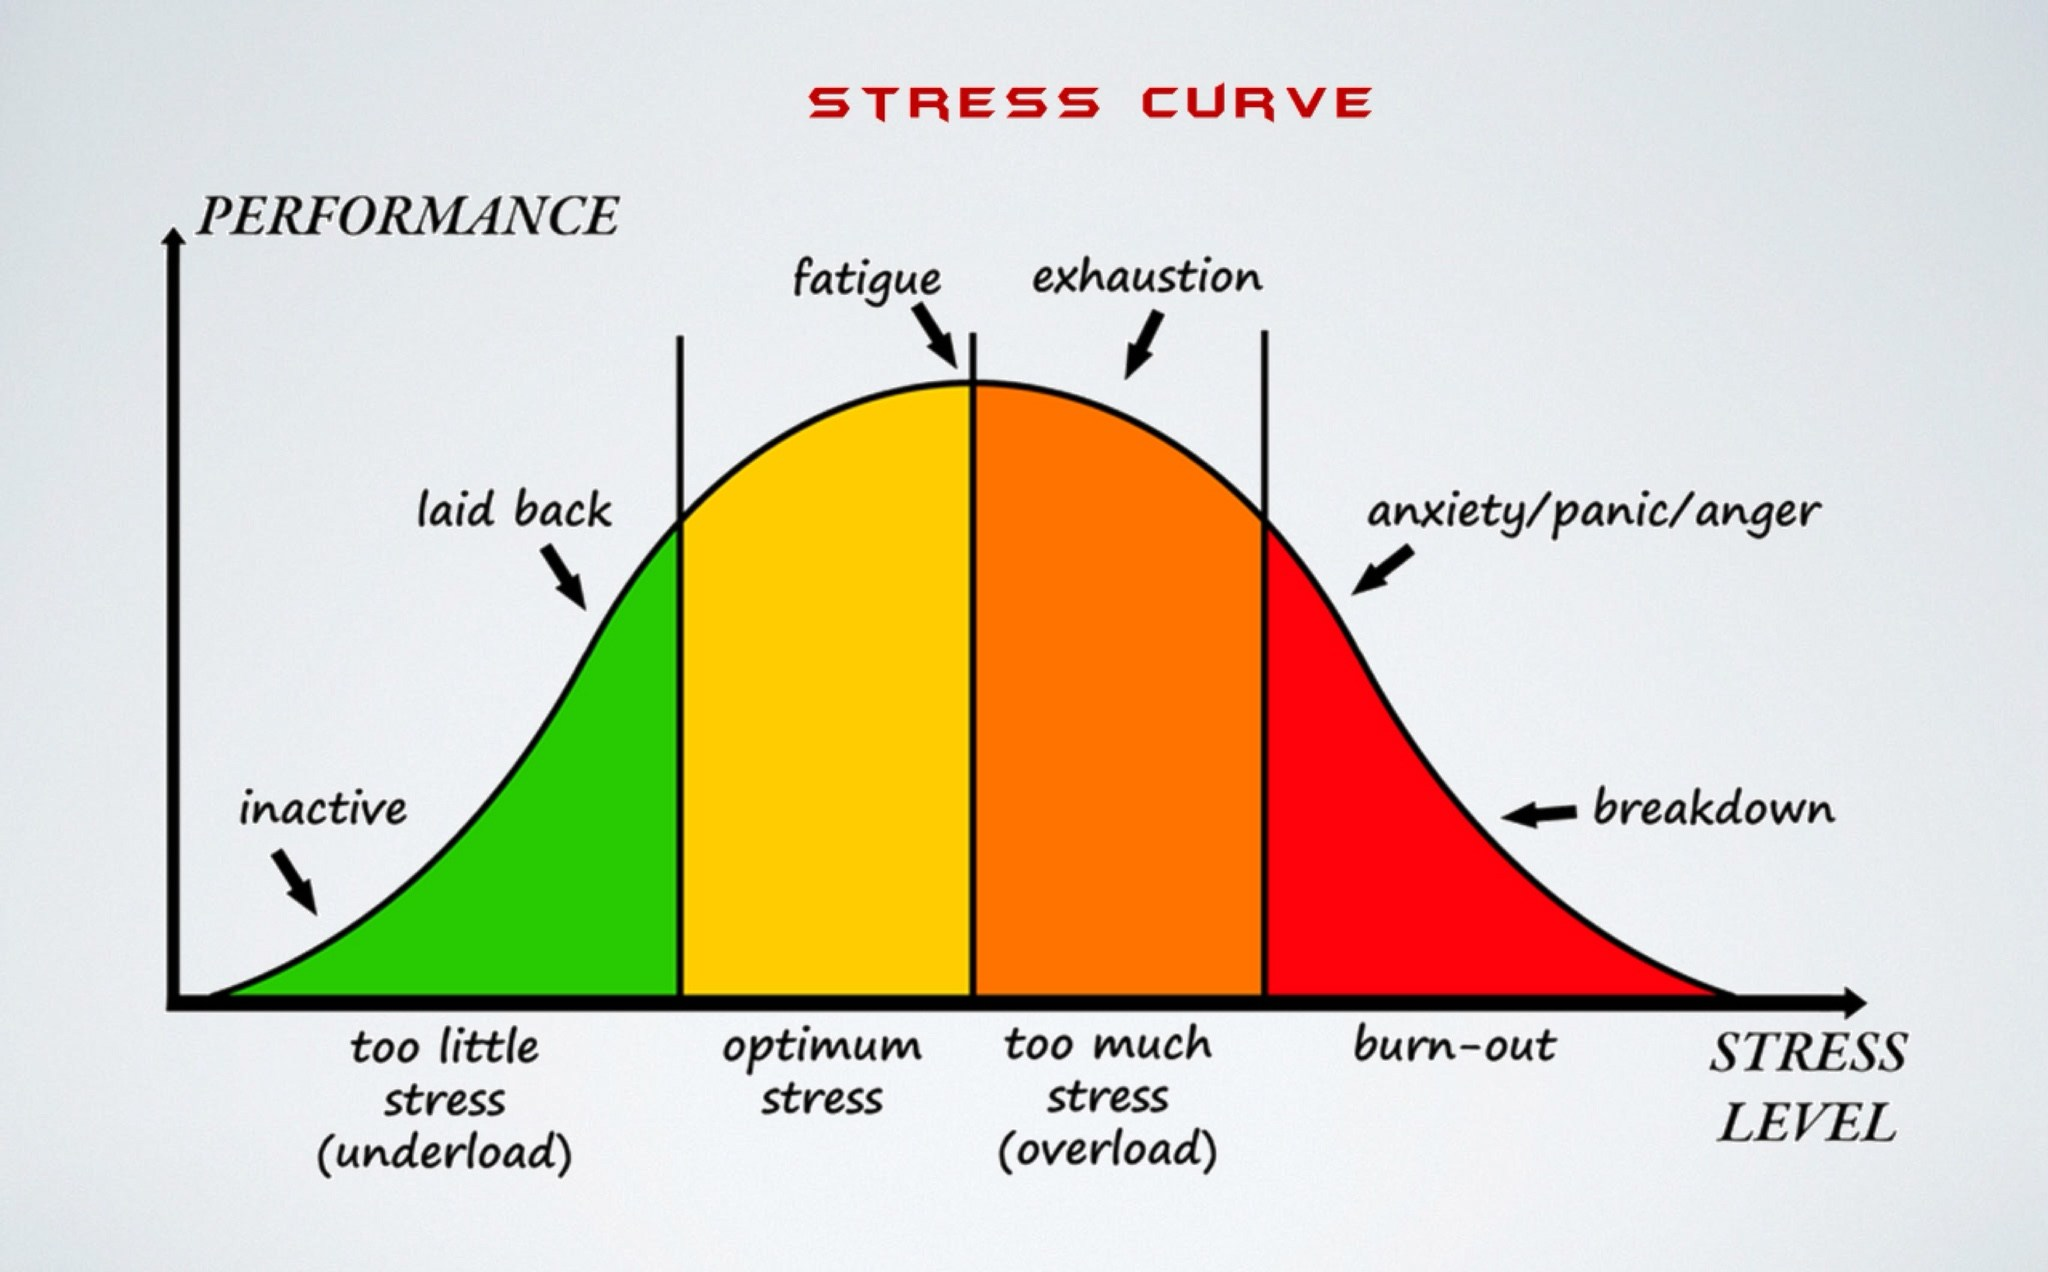 STRESS CURVE
PERFORMANCE
fatigue
exhaustion
laid back
anxiety/panic/anger
inactive
breakdown
too little
stress
(underload)
optimum
stress
too much
stress
(overload)
burn-out
STRESS
LEVEL